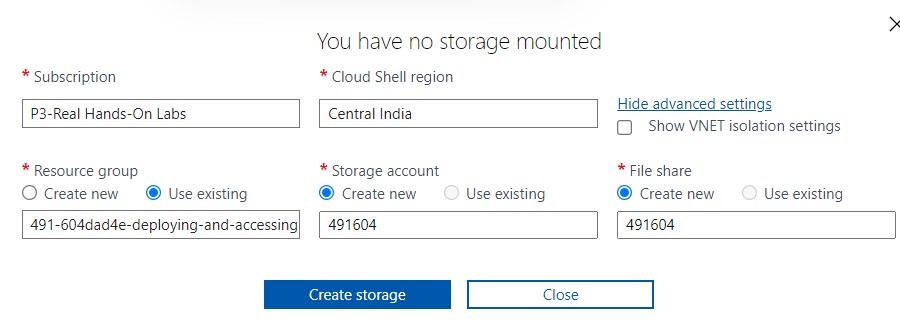 You have no storage mounted
* Subscription
* Cloud Shell region
P3-Real Hands-On Labs
Central India
Hide advanced settings
Show VNET isolation settings
* Resource group
* Storage account
* File share
Create new Use existing
Create new Use existing
Create new Use existing
491-604dad4e-deploying-and-accessing
491604
491604
Create storage
Close